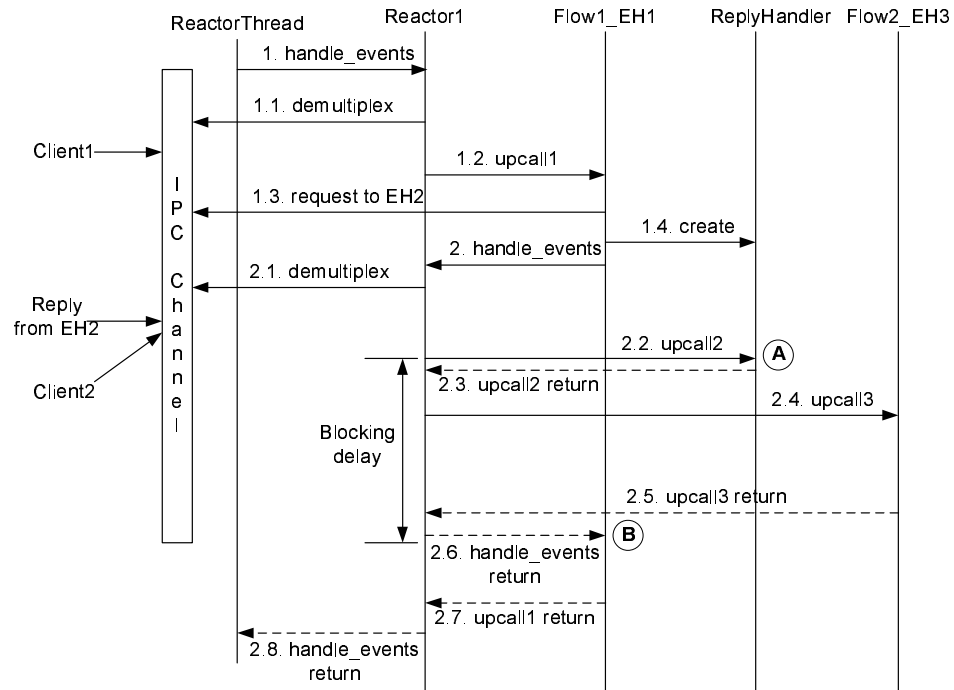 ReactorThread
Reactor1
Flow1_EH1
ReplyHandler
Flow2_EH3
1. handle_events
1.1. demultiplex
Client1
1.2. upcall1
1.3. request to EH2
1.4. create
2. handle_events
2.1. demultiplex
IPC Channel
Reply
from EH2
Client2
2.2. upcall2
A
2.3. upcall2 return
2.4. upcall3
Blocking
delay
2.5. upcall3 return
B
2.6. handle_events
return
2.7. upcall1 return
2.8. handle_events
return